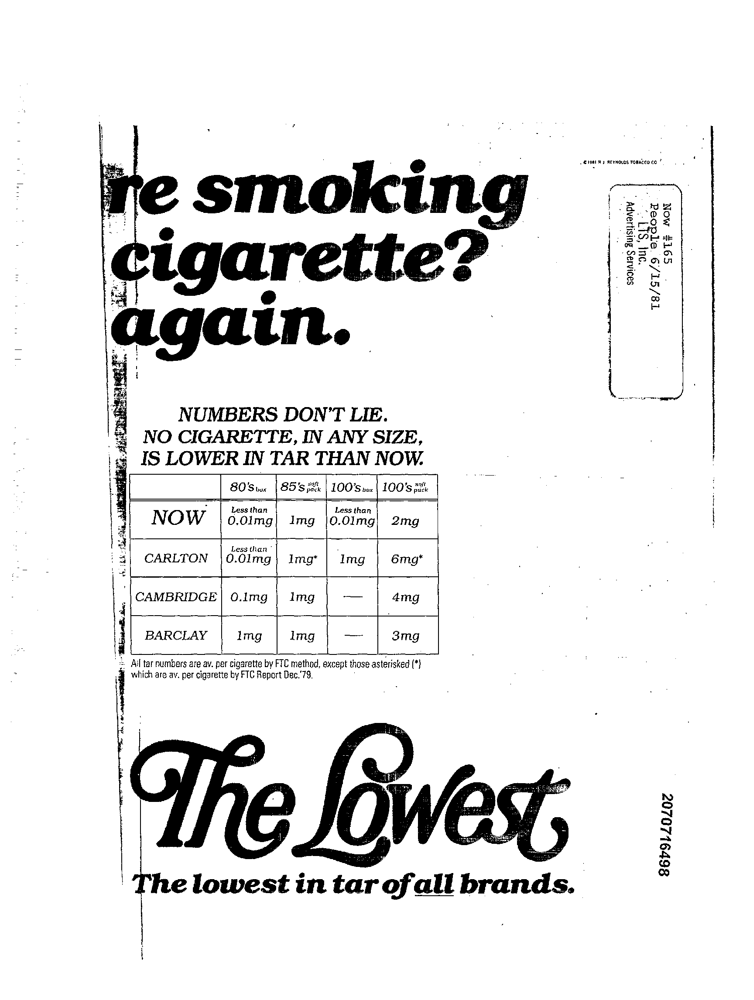 © 1981 R J REYNOLDS TOBACCO CO
re smoking
cigarette?
again.
Now #165
People 6/15/81
LTS, Inc.
Advertising Services
NUMBERS DON'T LIE.
NO CIGARETTE, IN ANY SIZE,
IS LOWER IN TAR THAN NOW.
80's box 85's soft pack 100's box 100's soft pack
NOW Less than 0.01mg 1mg Less than 0.01mg 2mg
CARLTON Less than 0.01mg 1mg* 1mg 6mg*
CAMBRIDGE 0.1mg 1mg — 4mg
BARCLAY 1mg 1mg — 3mg
All tar numbers are av. per cigarette by FTC method, except those asterisked (*)
which are av. per cigarette by FTC Report Dec.'79.
The Lowest
The lowest in tar of all brands.
2070716498